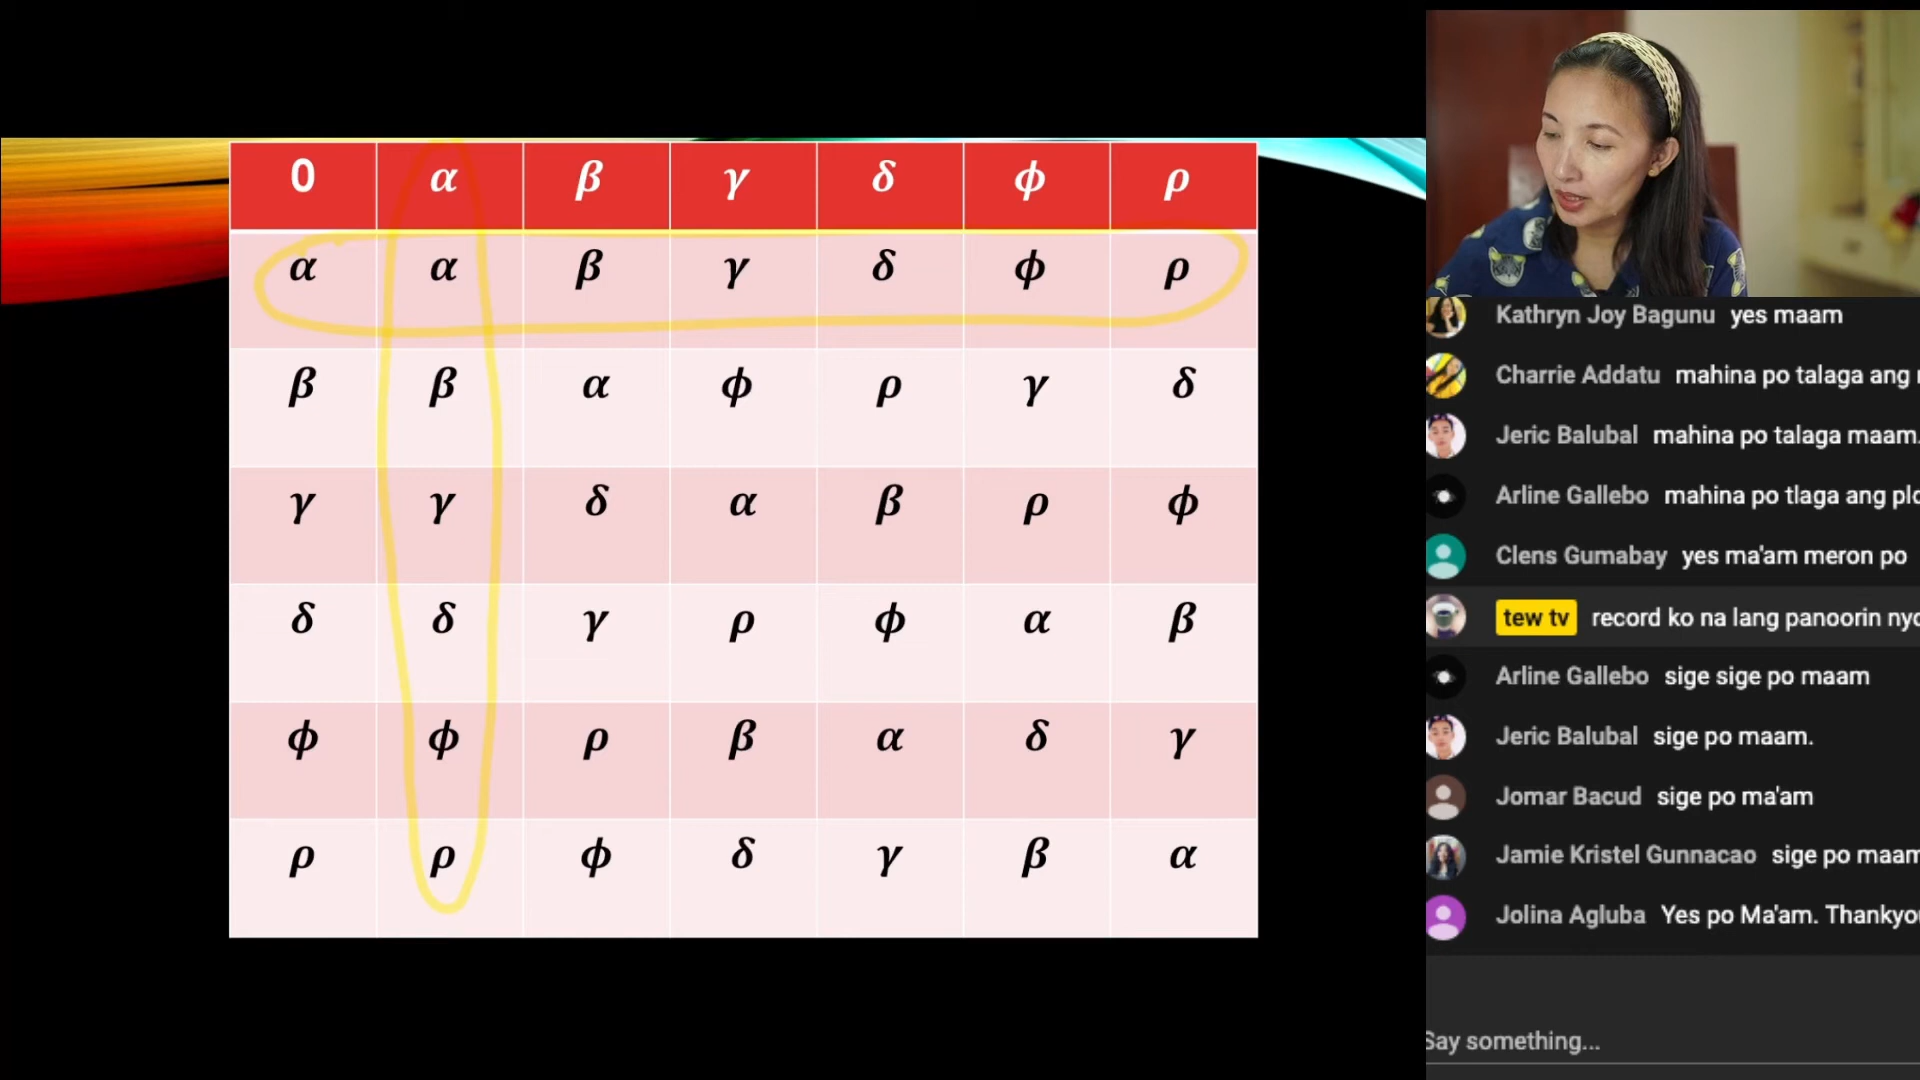 0 α β γ δ ϕ ρ
α α β γ δ ϕ ρ
β β α ϕ ρ γ δ
γ γ δ α β ρ ϕ
δ δ γ ρ ϕ α β
ϕ ϕ ρ β α δ γ
ρ ρ ϕ δ γ β α
Kathryn Joy Bagunu yes maam
Charrie Addatu mahina po talaga ang
Jeric Balubal mahina po talaga maam.
Arline Gallebo mahina po tlaga ang
Clens Gumabay yes ma'am meron po
tew tv record ko na lang panoorin
Arline Gallebo sige sige po maam
Jeric Balubal sige po maam.
Jomar Bacud sige po ma'am
Jamie Kristel Gunnacao sige po maam
Jolina Agluba Yes po Ma'am.
Say something...